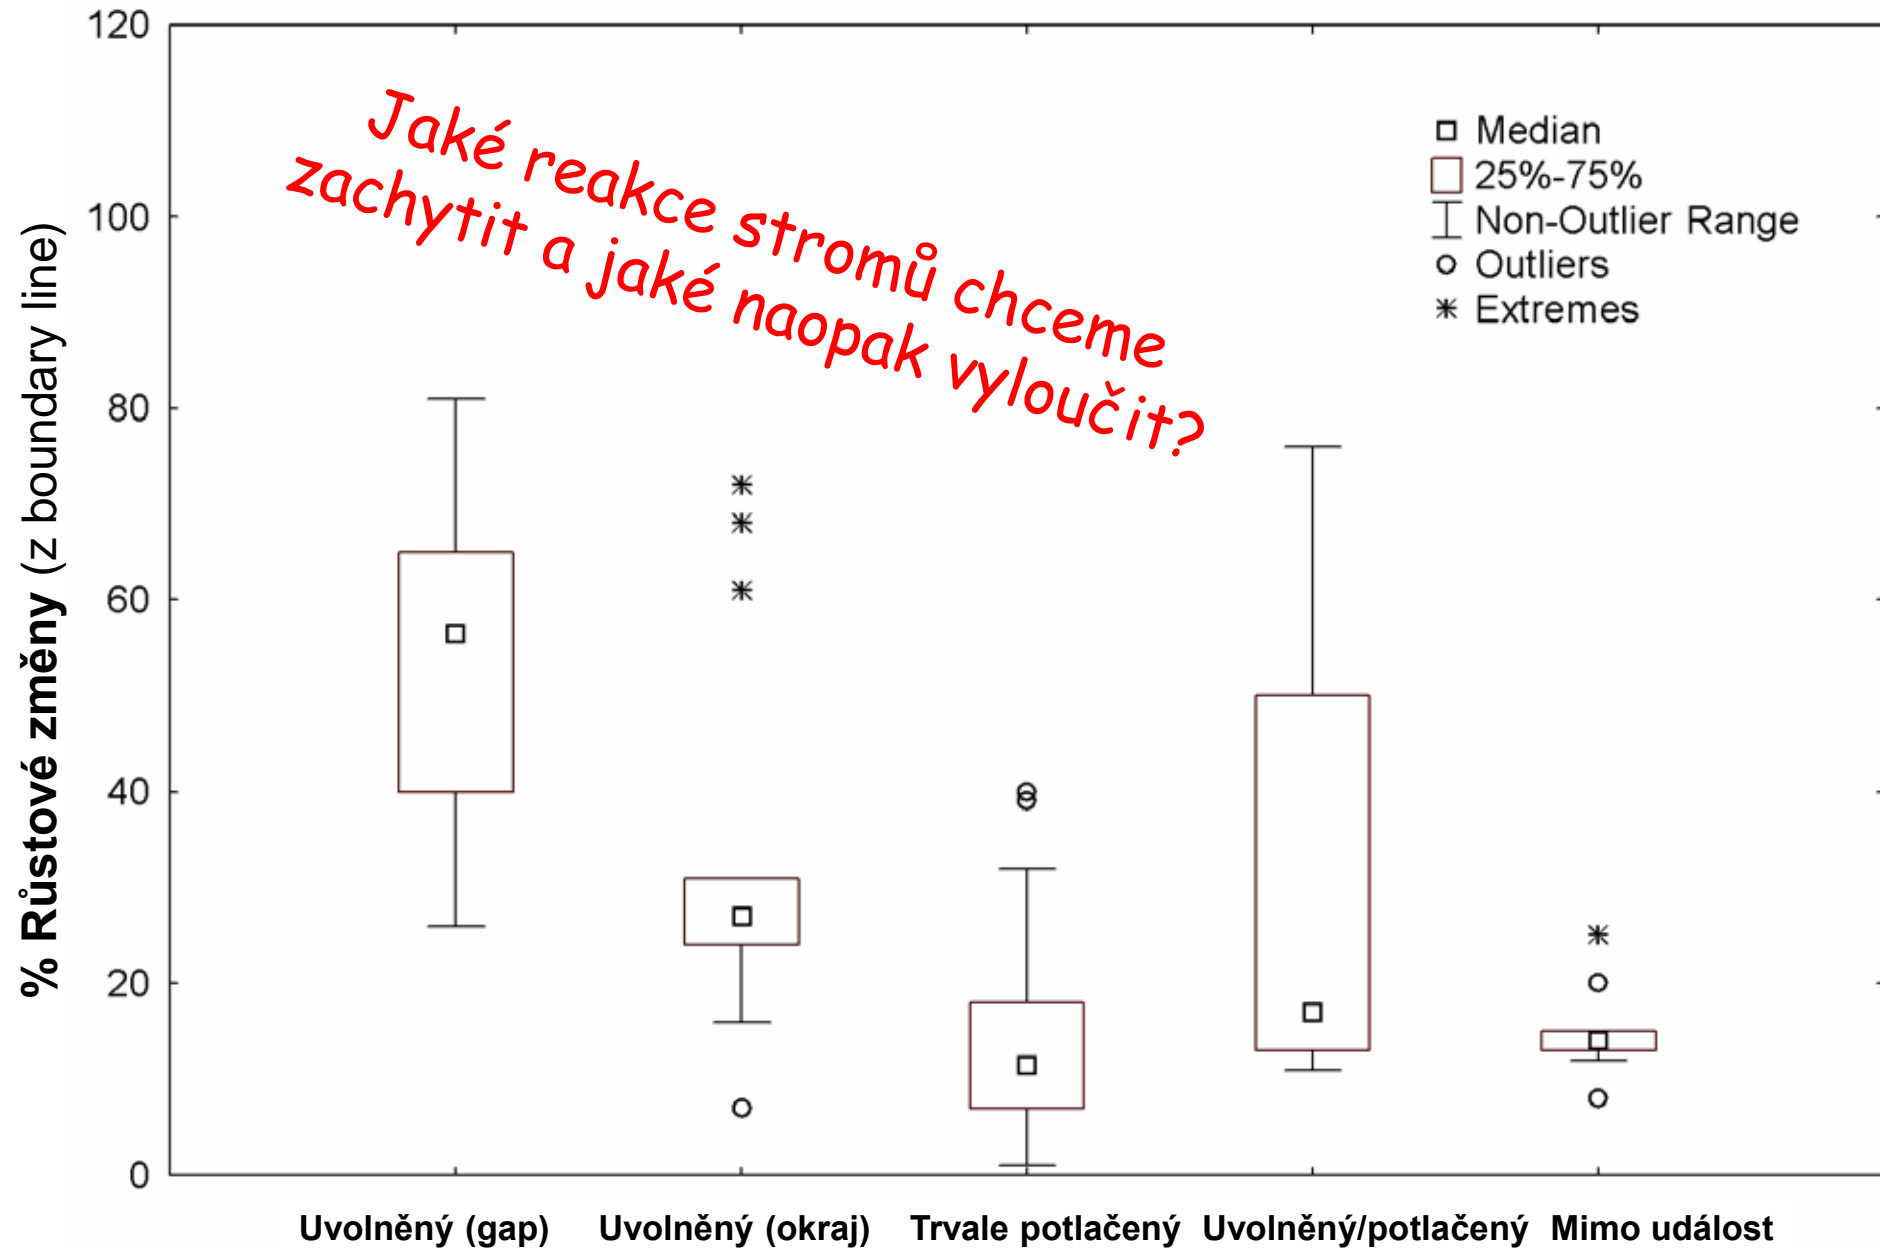 120
100
80
60
40
20
0
% Růstové změny (z boundary line)
Jaké reakce stromů chceme
zachytit a jaké naopak vyloučit?
Median
25%-75%
Non-Outlier Range
Outliers
Extremes
Uvolněný (gap) Uvolněný (okraj) Trvale potlačený Uvolněný/potlačený Mimo událost